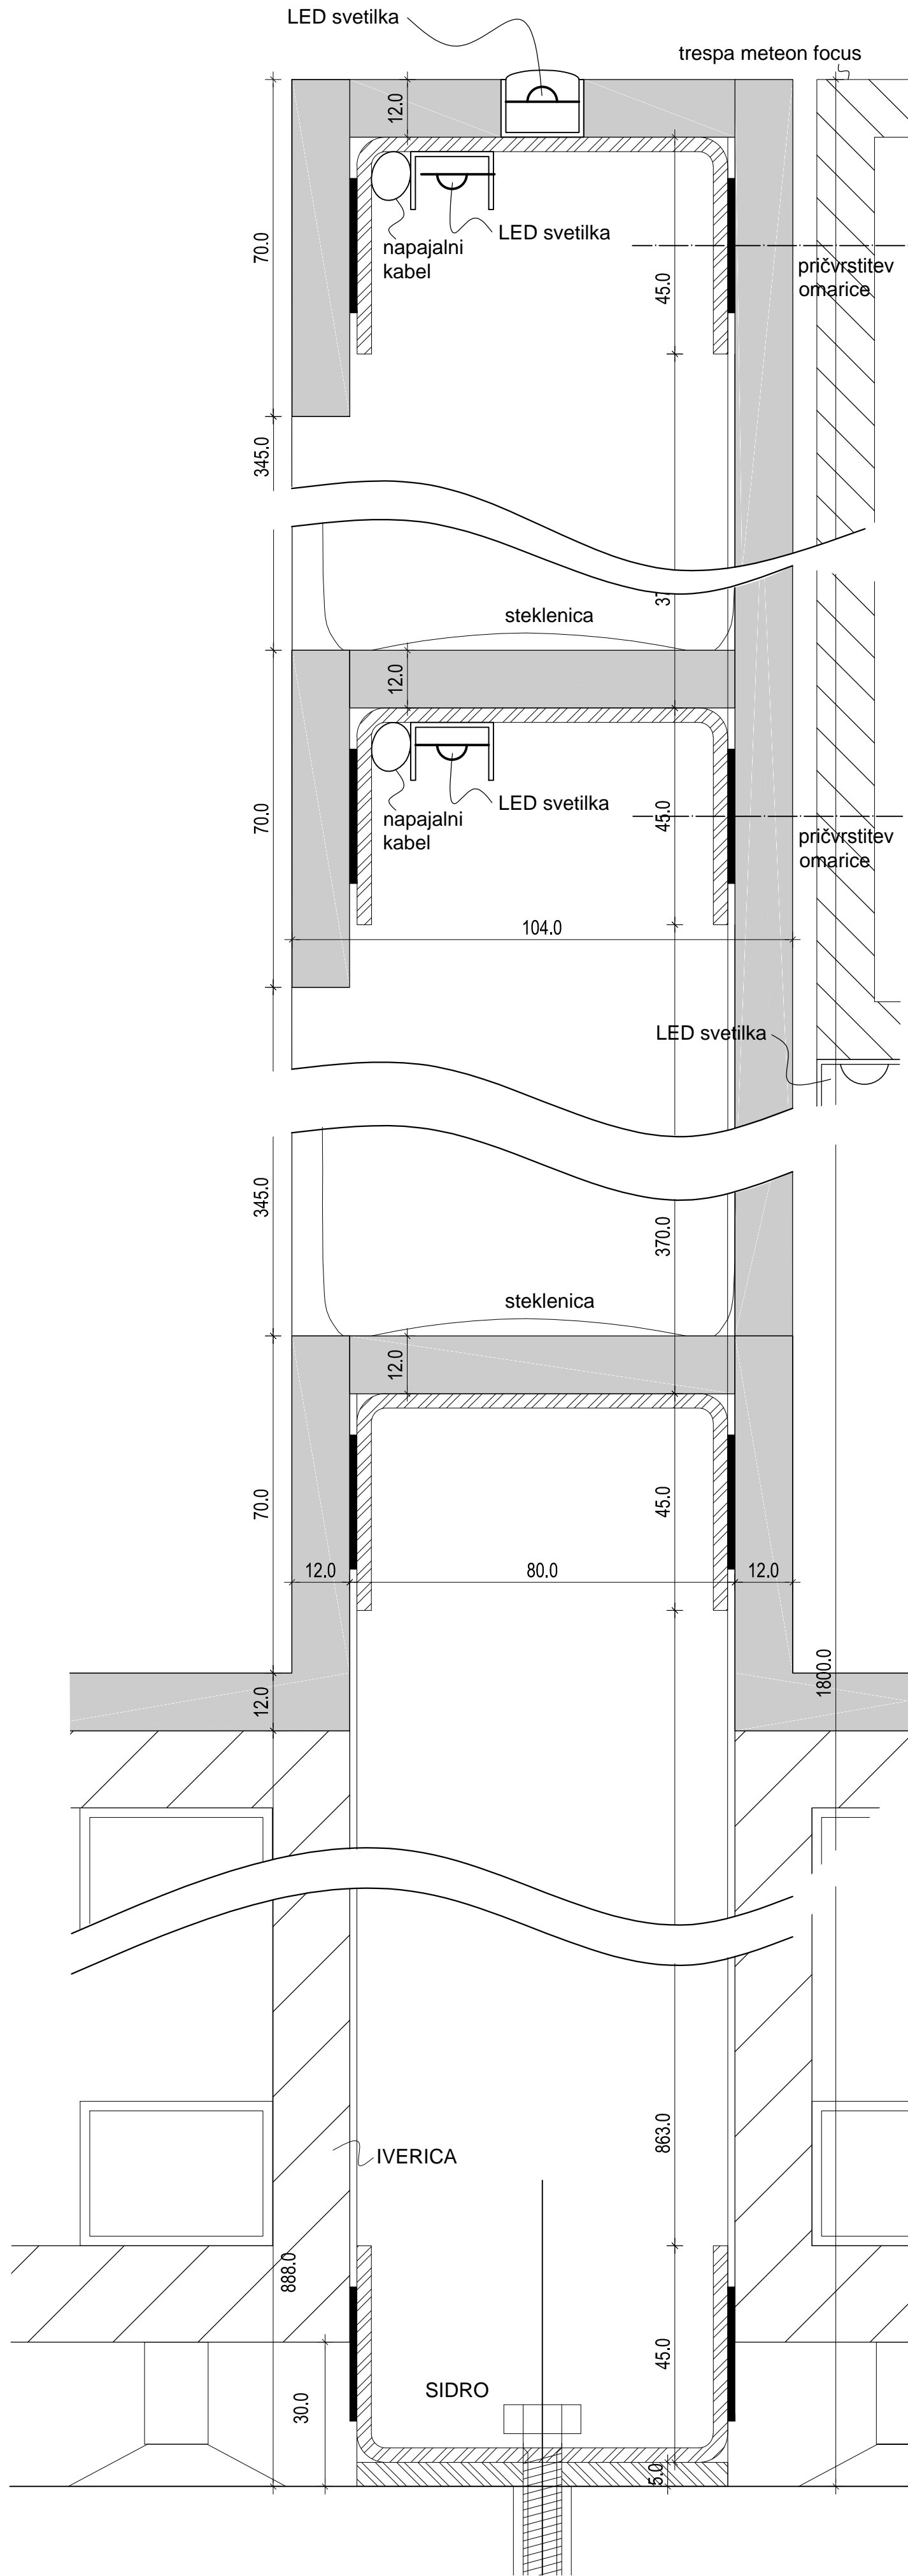 LED svetilka
trespa meteon focus
12.0
70.0
LED svetilka
napajalni
kabel
45.0
pričvrstitev
omarice
345.0
steklenica
12.0
70.0
LED svetilka
napajalni
kabel
45.0
pričvrstitev
omarice
104.0
LED svetilka
345.0
370.0
steklenica
12.0
70.0
45.0
12.0
80.0
12.0
1800.0
12.0
863.0
IVERICA
888.0
45.0
SIDRO
30.0
5.0